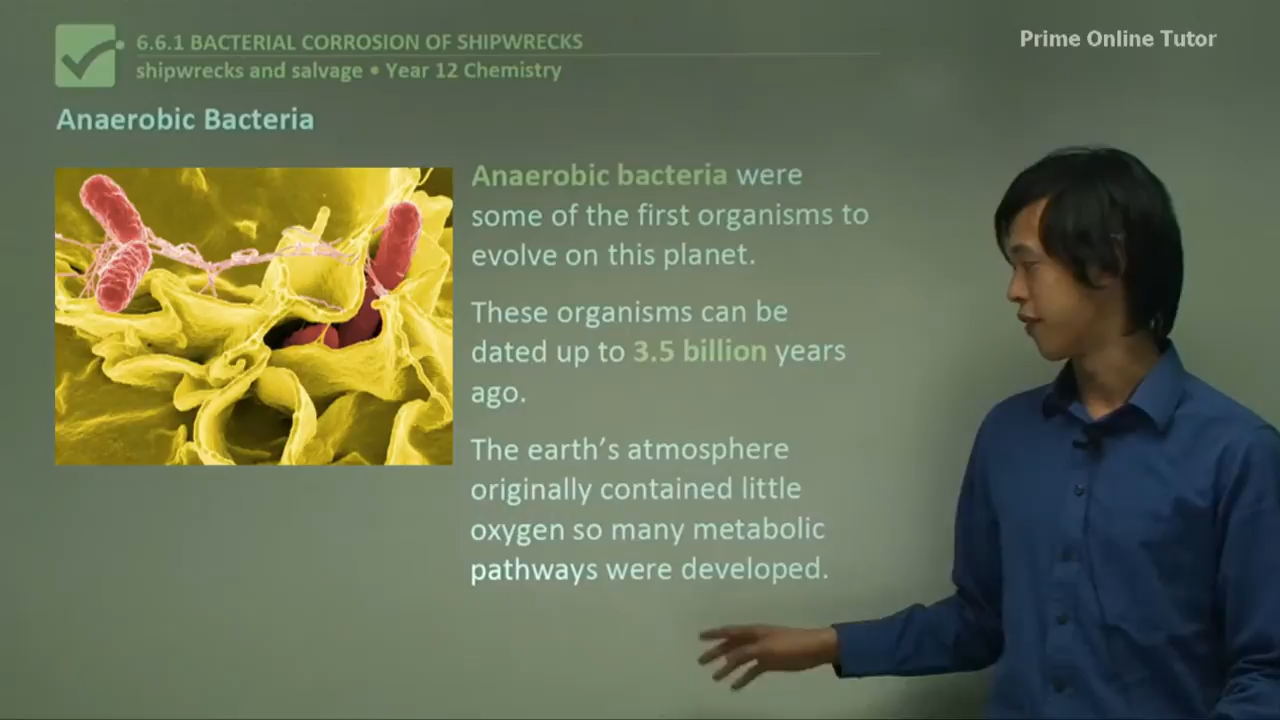 6.6.1 BACTERIAL CORROSION OF SHIPWRECKS
shipwrecks and salvage • Year 12 Chemistry
Prime Online Tutor
Anaerobic Bacteria
Anaerobic bacteria were
some of the first organisms to
evolve on this planet.
These organisms can be
dated up to 3.5 billion years
ago.
The earth's atmosphere
originally contained little
oxygen so many metabolic
pathways were developed.